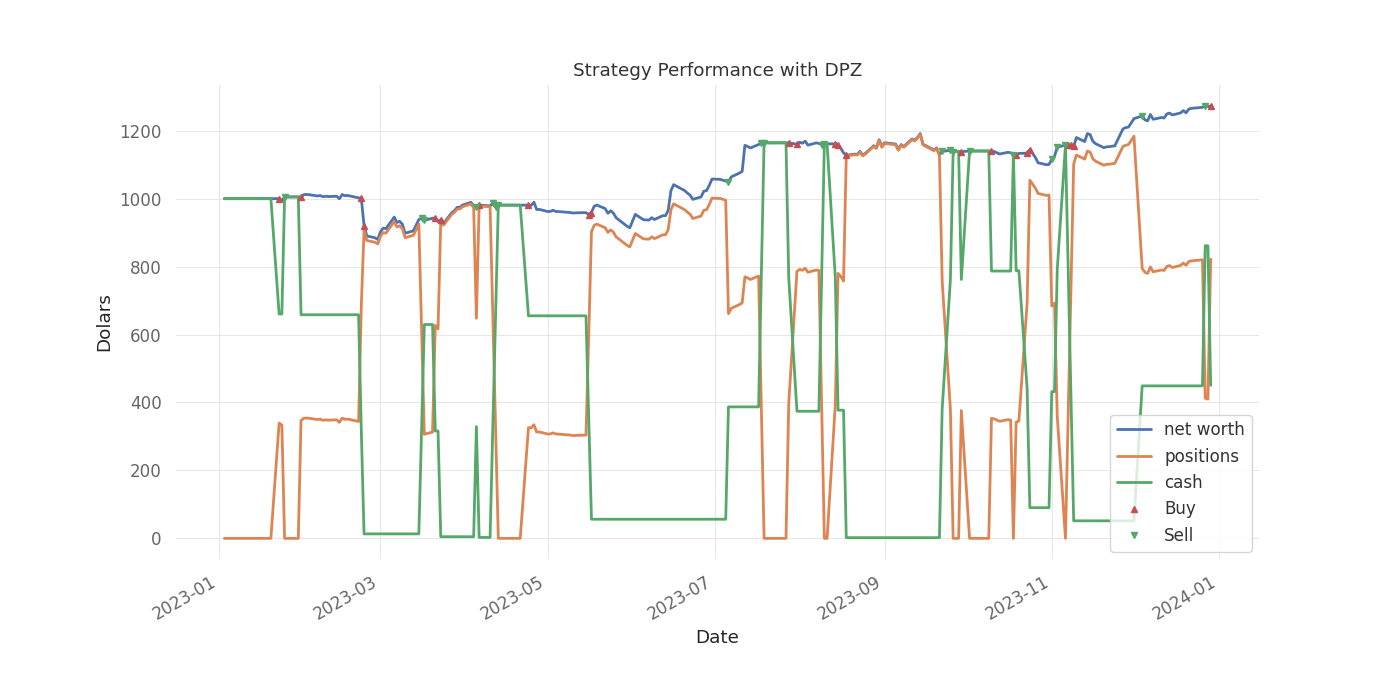 Strategy Performance with DPZ
Dolars
1200
1000
800
600
400
200
0
2023-01
2023-03
2023-05
2023-07
2023-09
2023-11
2024-01
Date
net worth
positions
cash
Buy
Sell